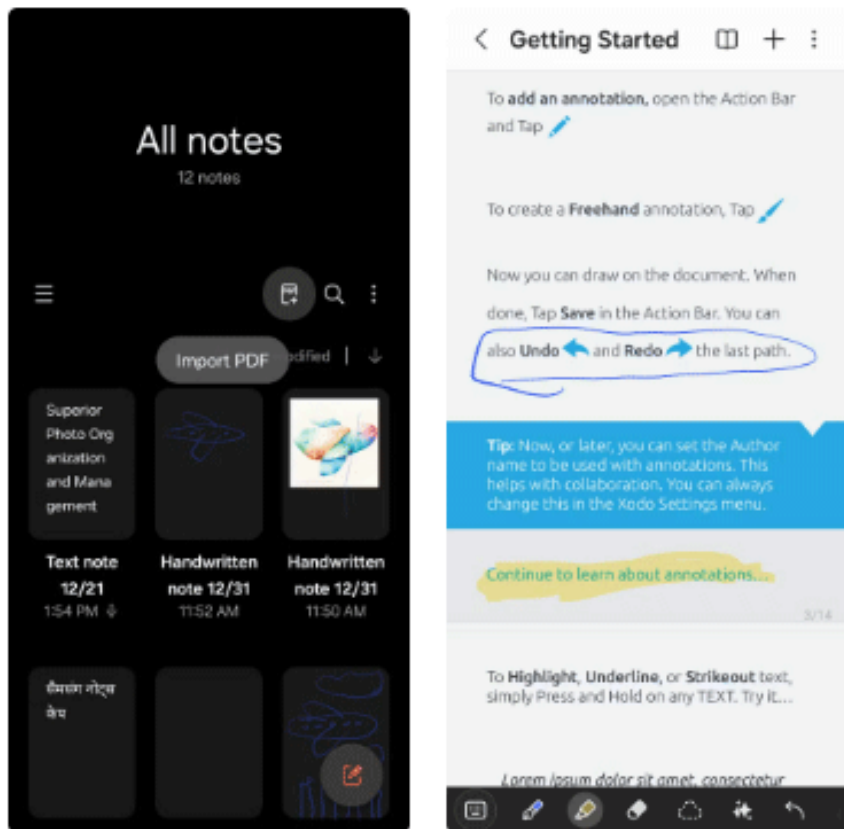 All notes
12 notes
Import PDF
odified
Superior
Photo Org
anization
and Mana
gement
Text note
12/21
1:54 PM
Handwritten
note 12/31
11:52 AM
Handwritten
note 12/31
11:50 AM
सैमसंग नोट्स
केप
Getting Started
To add an annotation, open the Action Bar
and Tap
To create a Freehand annotation, Tap
Now you can draw on the document. When
done, Tap Save in the Action Bar. You can
also Undo and Redo the last path.
Tip: Now, or later, you can set the Author
name to be used with annotations. This
helps with collaboration. You can always
change this in the Xodo Settings menu.
Continue to learn about annotations...
3/14
To Highlight, Underline, or Strikeout text,
simply Press and Hold on any TEXT. Try it...
Lorem ipsum dolor sit amet, consectetur